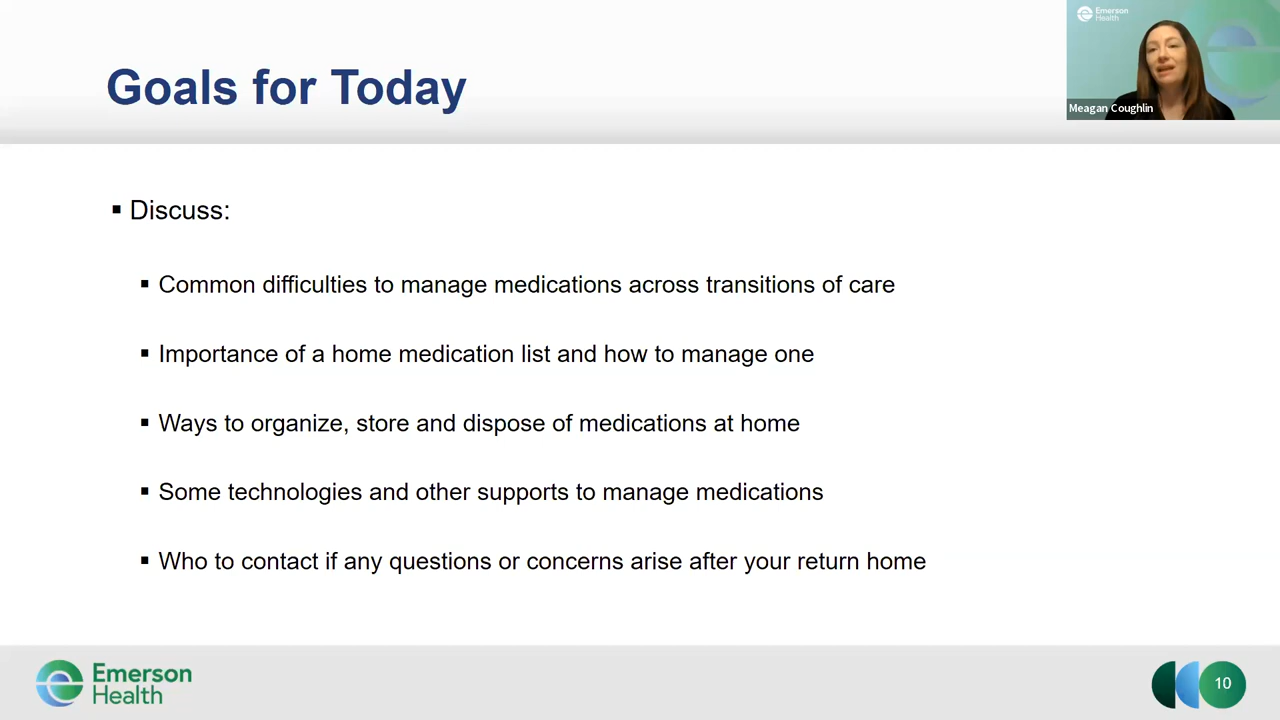 Emerson
Health
Goals for Today
Meagan Coughlin
▪ Discuss:
▪ Common difficulties to manage medications across transitions of care
▪ Importance of a home medication list and how to manage one
▪ Ways to organize, store and dispose of medications at home
▪ Some technologies and other supports to manage medications
▪ Who to contact if any questions or concerns arise after your return home
Emerson
Health
10